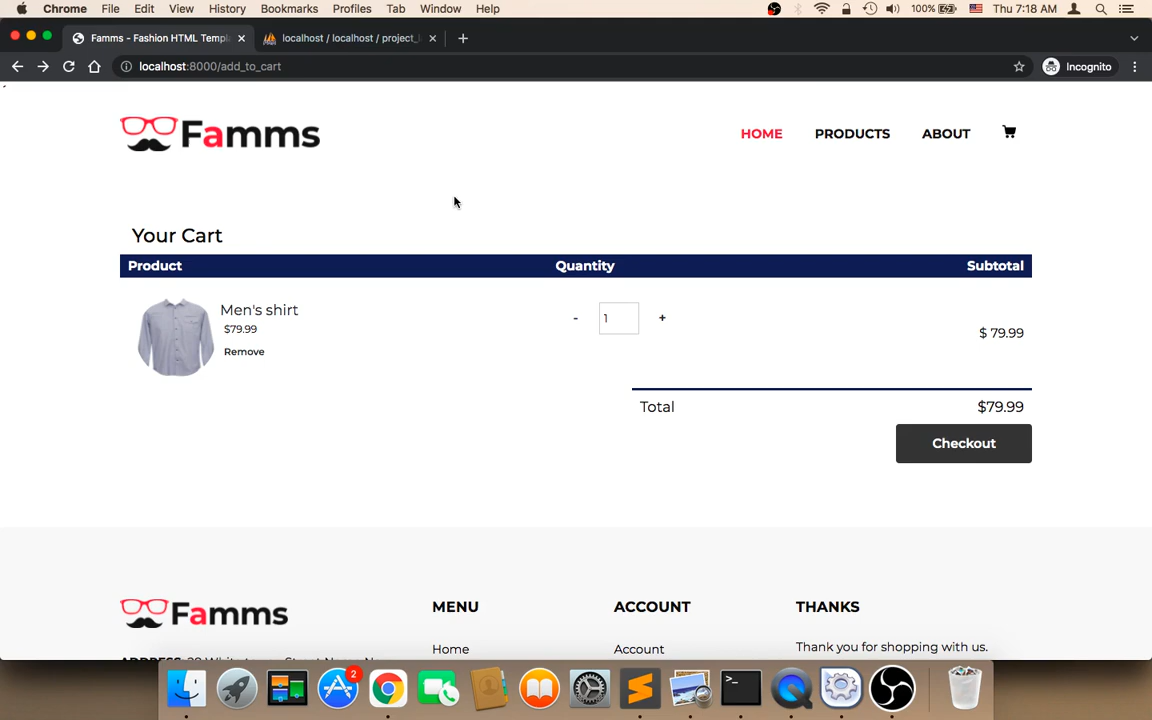 Chrome File Edit View History Bookmarks Profiles Tab Window Help 100% Thu 7:18 AM
Famms - Fashion HTML Templ localhost / localhost / project_
localhost:8000/add_to_cart Incognito
Famms HOME PRODUCTS ABOUT
Your Cart
Product Quantity Subtotal
Men's shirt
$79.99
Remove
- 1 +
$ 79.99
Total $79.99
Checkout
Famms MENU ACCOUNT THANKS
Home Account Thank you for shopping with us.
2